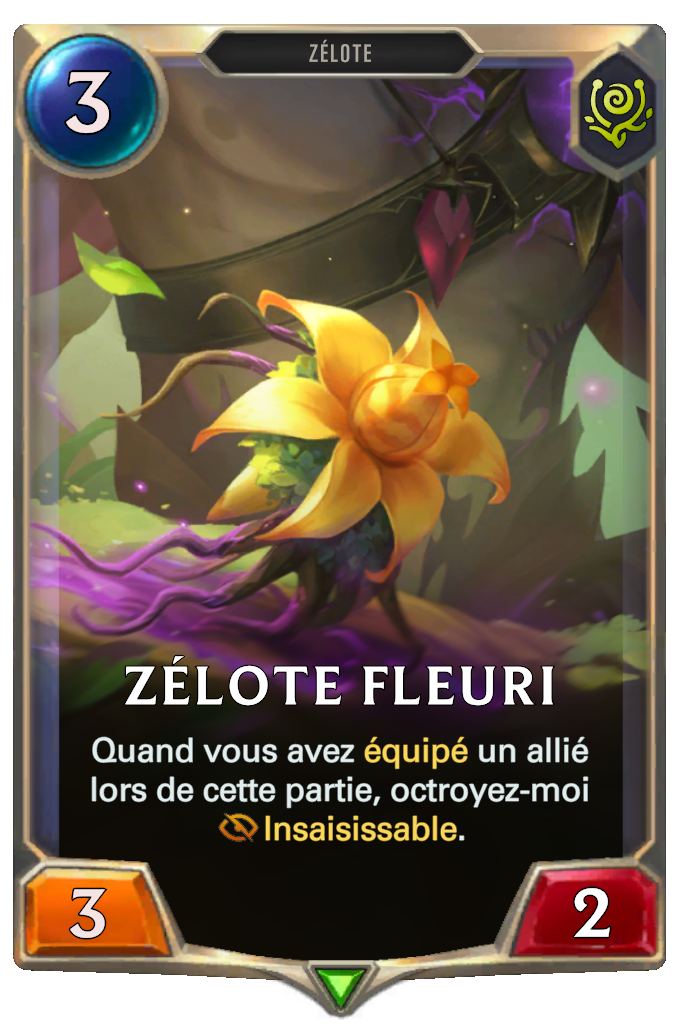 3
ZÉLOTE
ZÉLOTE FLEURI
Quand vous avez équipé un allié
lors de cette partie, octroyez-moi
Insaisissable.
3
2